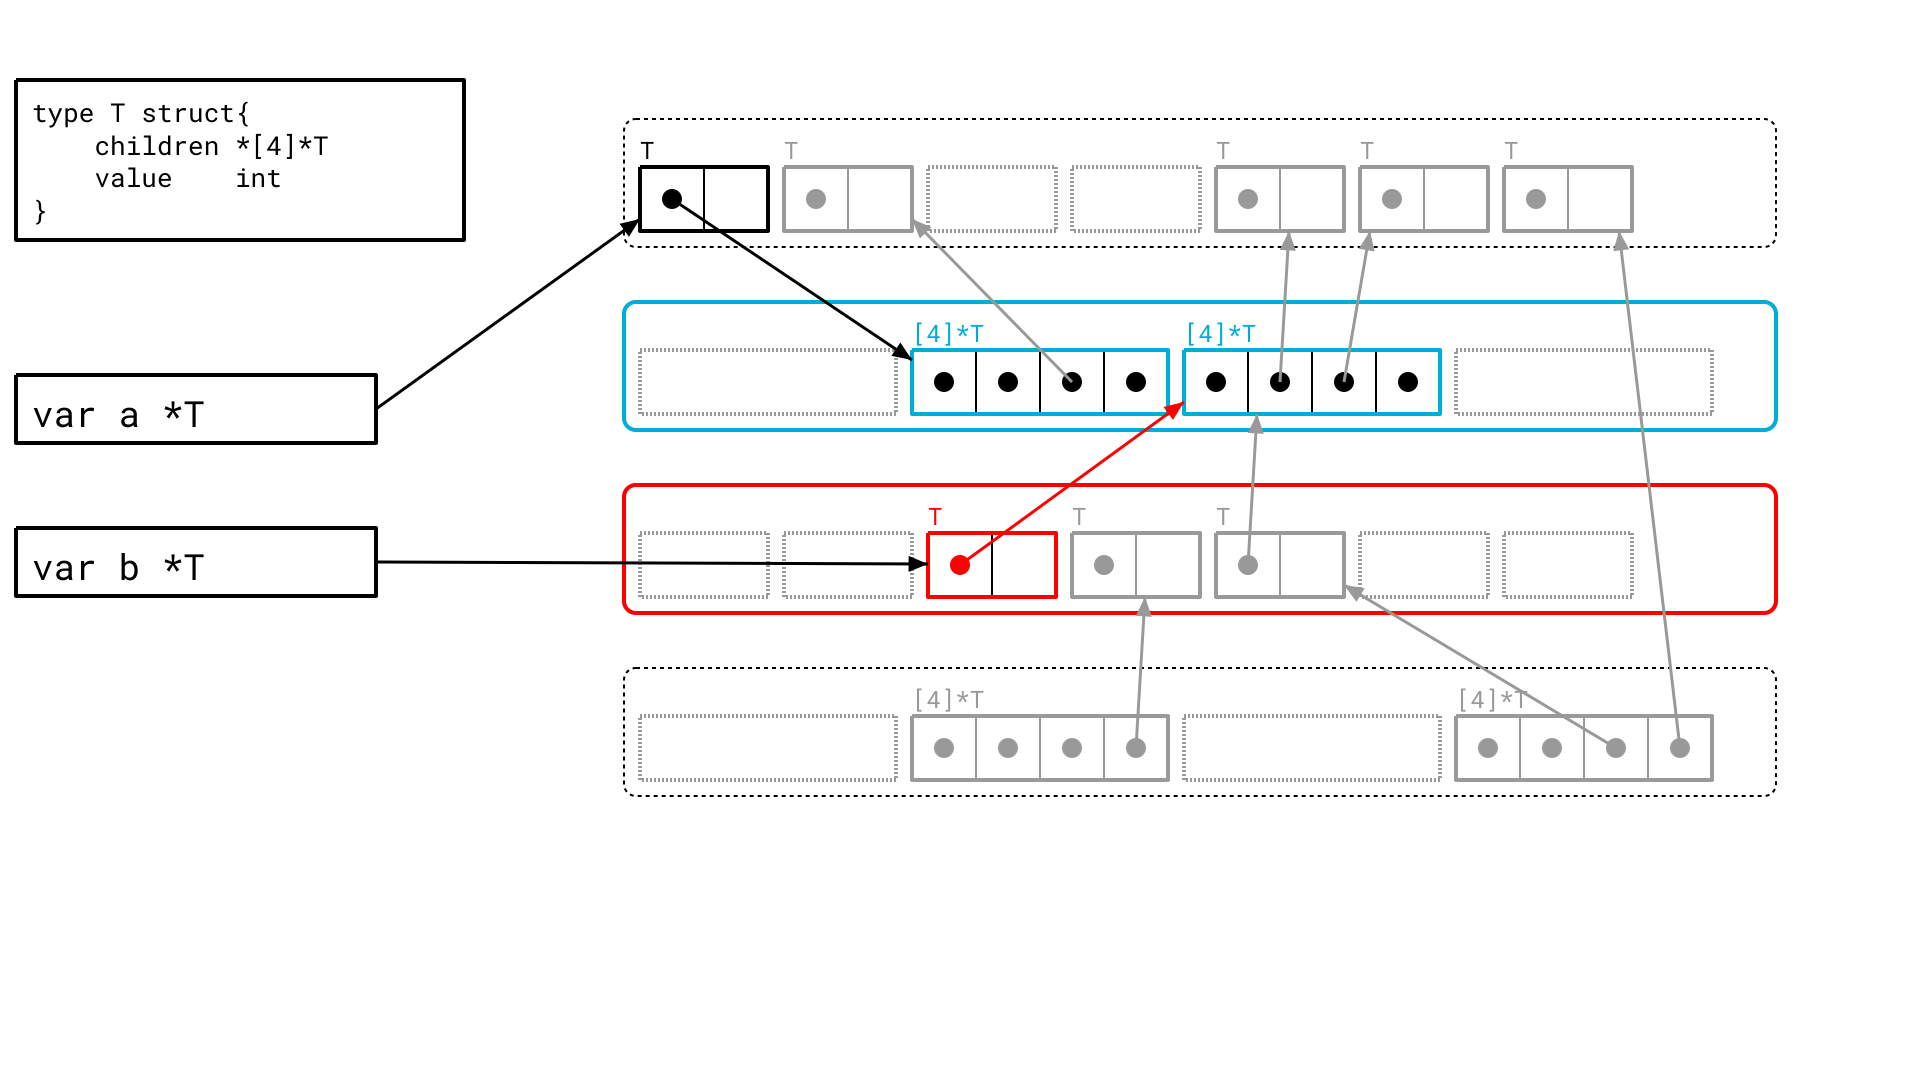 type T struct{
    children *[4]*T
    value    int
}
T
T
T
T
T
[4]*T
[4]*T
var a *T
T
T
T
var b *T
[4]*T
[4]*T